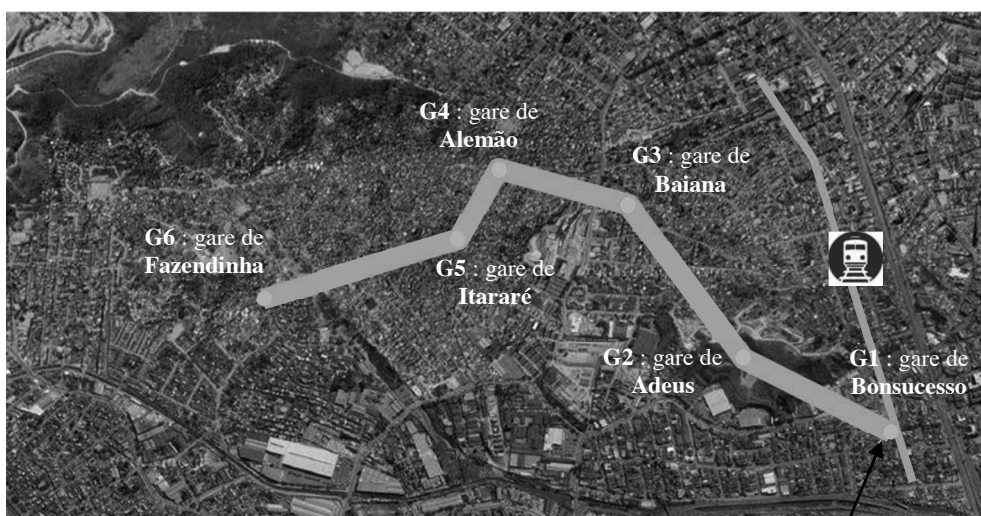 G4 : gare de
Alemão
G3 : gare de
Baiana
G6 : gare de
Fazendinha
G5 : gare de
Itararé
G2 : gare de
Adeus
G1 : gare de
Bonsucesso